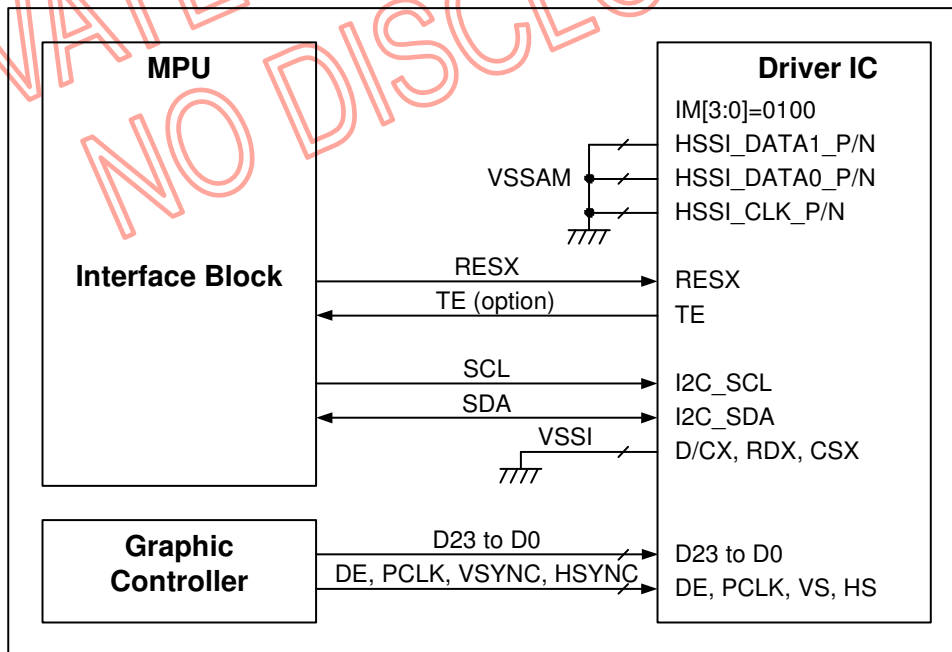 MPU
Interface Block
Driver IC
IM[3:0]=0100
HSSI_DATA1_P/N
VSSAM
HSSI_DATA0_P/N
HSSI_CLK_P/N
RESX
RESX
TE (option)
TE
SCL
I2C_SCL
SDA
I2C_SDA
VSSI
D/CX, RDX, CSX
Graphic
Controller
D23 to D0
D23 to D0
DE, PCLK, VSYNC, HSYNC
DE, PCLK, VS, HS
NO